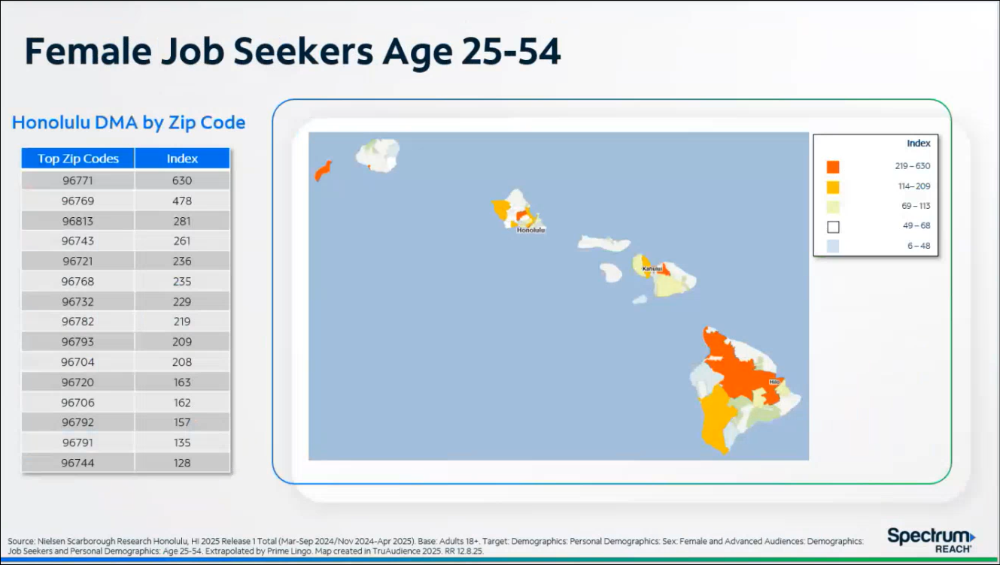 Female Job Seekers Age 25-54
Honolulu DMA by Zip Code
Top Zip Codes Index
96771 630
96769 478
96813 281
96743 261
96721 236
96768 235
96732 229
96782 219
96793 209
96704 208
96720 163
96706 162
96792 157
96791 135
96744 128
Honolulu
Kahului
Hilo
Index
219 – 630
114 – 209
69 – 113
49 – 68
6 – 48
Source: Nielsen Scarborough Research Honolulu, HI 2025 Release 1 Total (Mar-Sep 2024/Nov 2024-Apr 2025). Base: Adults 18+. Target: Demographics: Personal Demographics: Sex: Female and Advanced Audiences: Demographics:
Job Seekers and Personal Demographics: Age 25-54. Extrapolated by Prime Lingo. Map created in TruAudience 2025. RR 12.8.25.
Spectrum
REACH